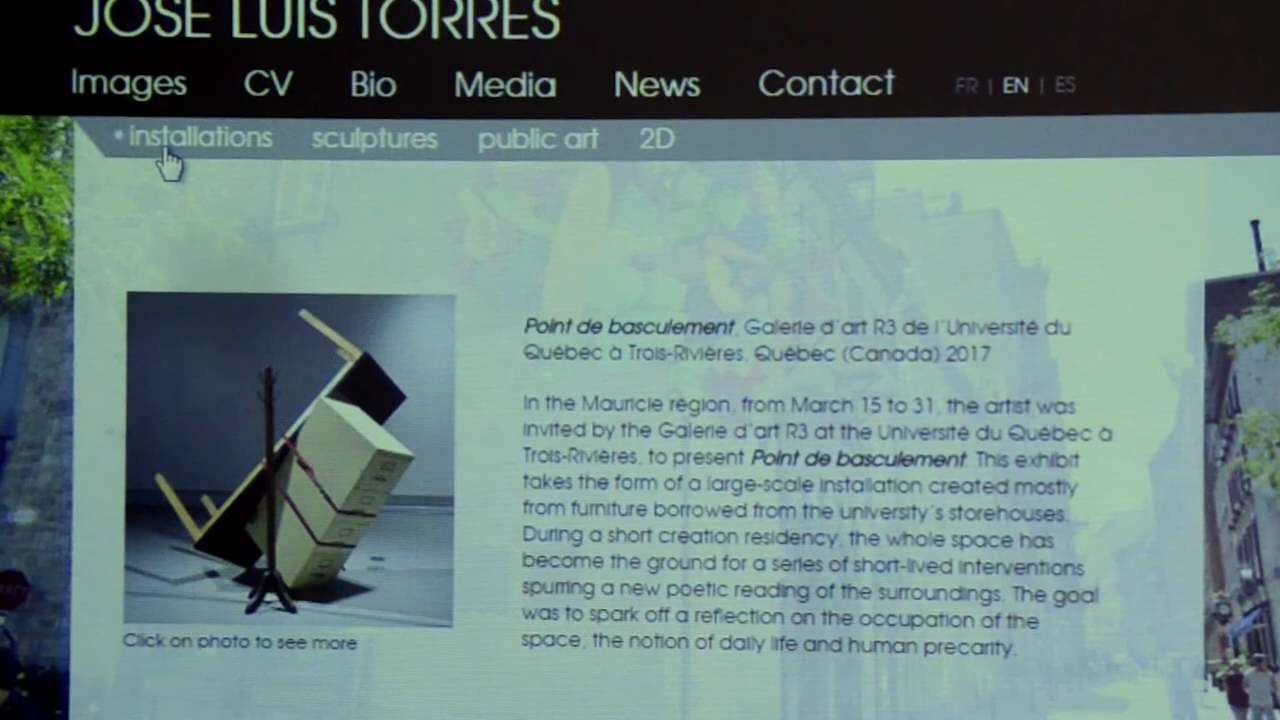 JOSE LUIS TORRES
Images CV Bio Media News Contact FR | EN | ES
• installations sculptures public art 2D
Point de basculement, Galerie d'art R3 de l'Université du
Québec à Trois-Rivières, Québec (Canada) 2017
In the Mauricie region, from March 15 to 31, the artist was
invited by the Galerie d'art R3 at the Université du Québec à
Trois-Rivières, to present Point de basculement. This exhibit
takes the form of a large-scale installation created mostly
from furniture borrowed from the university's storehouses.
During a short creation residency, the whole space has
become the ground for a series of short-lived interventions
spurring a new poetic reading of the surroundings. The goal
was to spark off a reflection on the occupation of the
space, the notion of daily life and human precarity.
Click on photo to see more